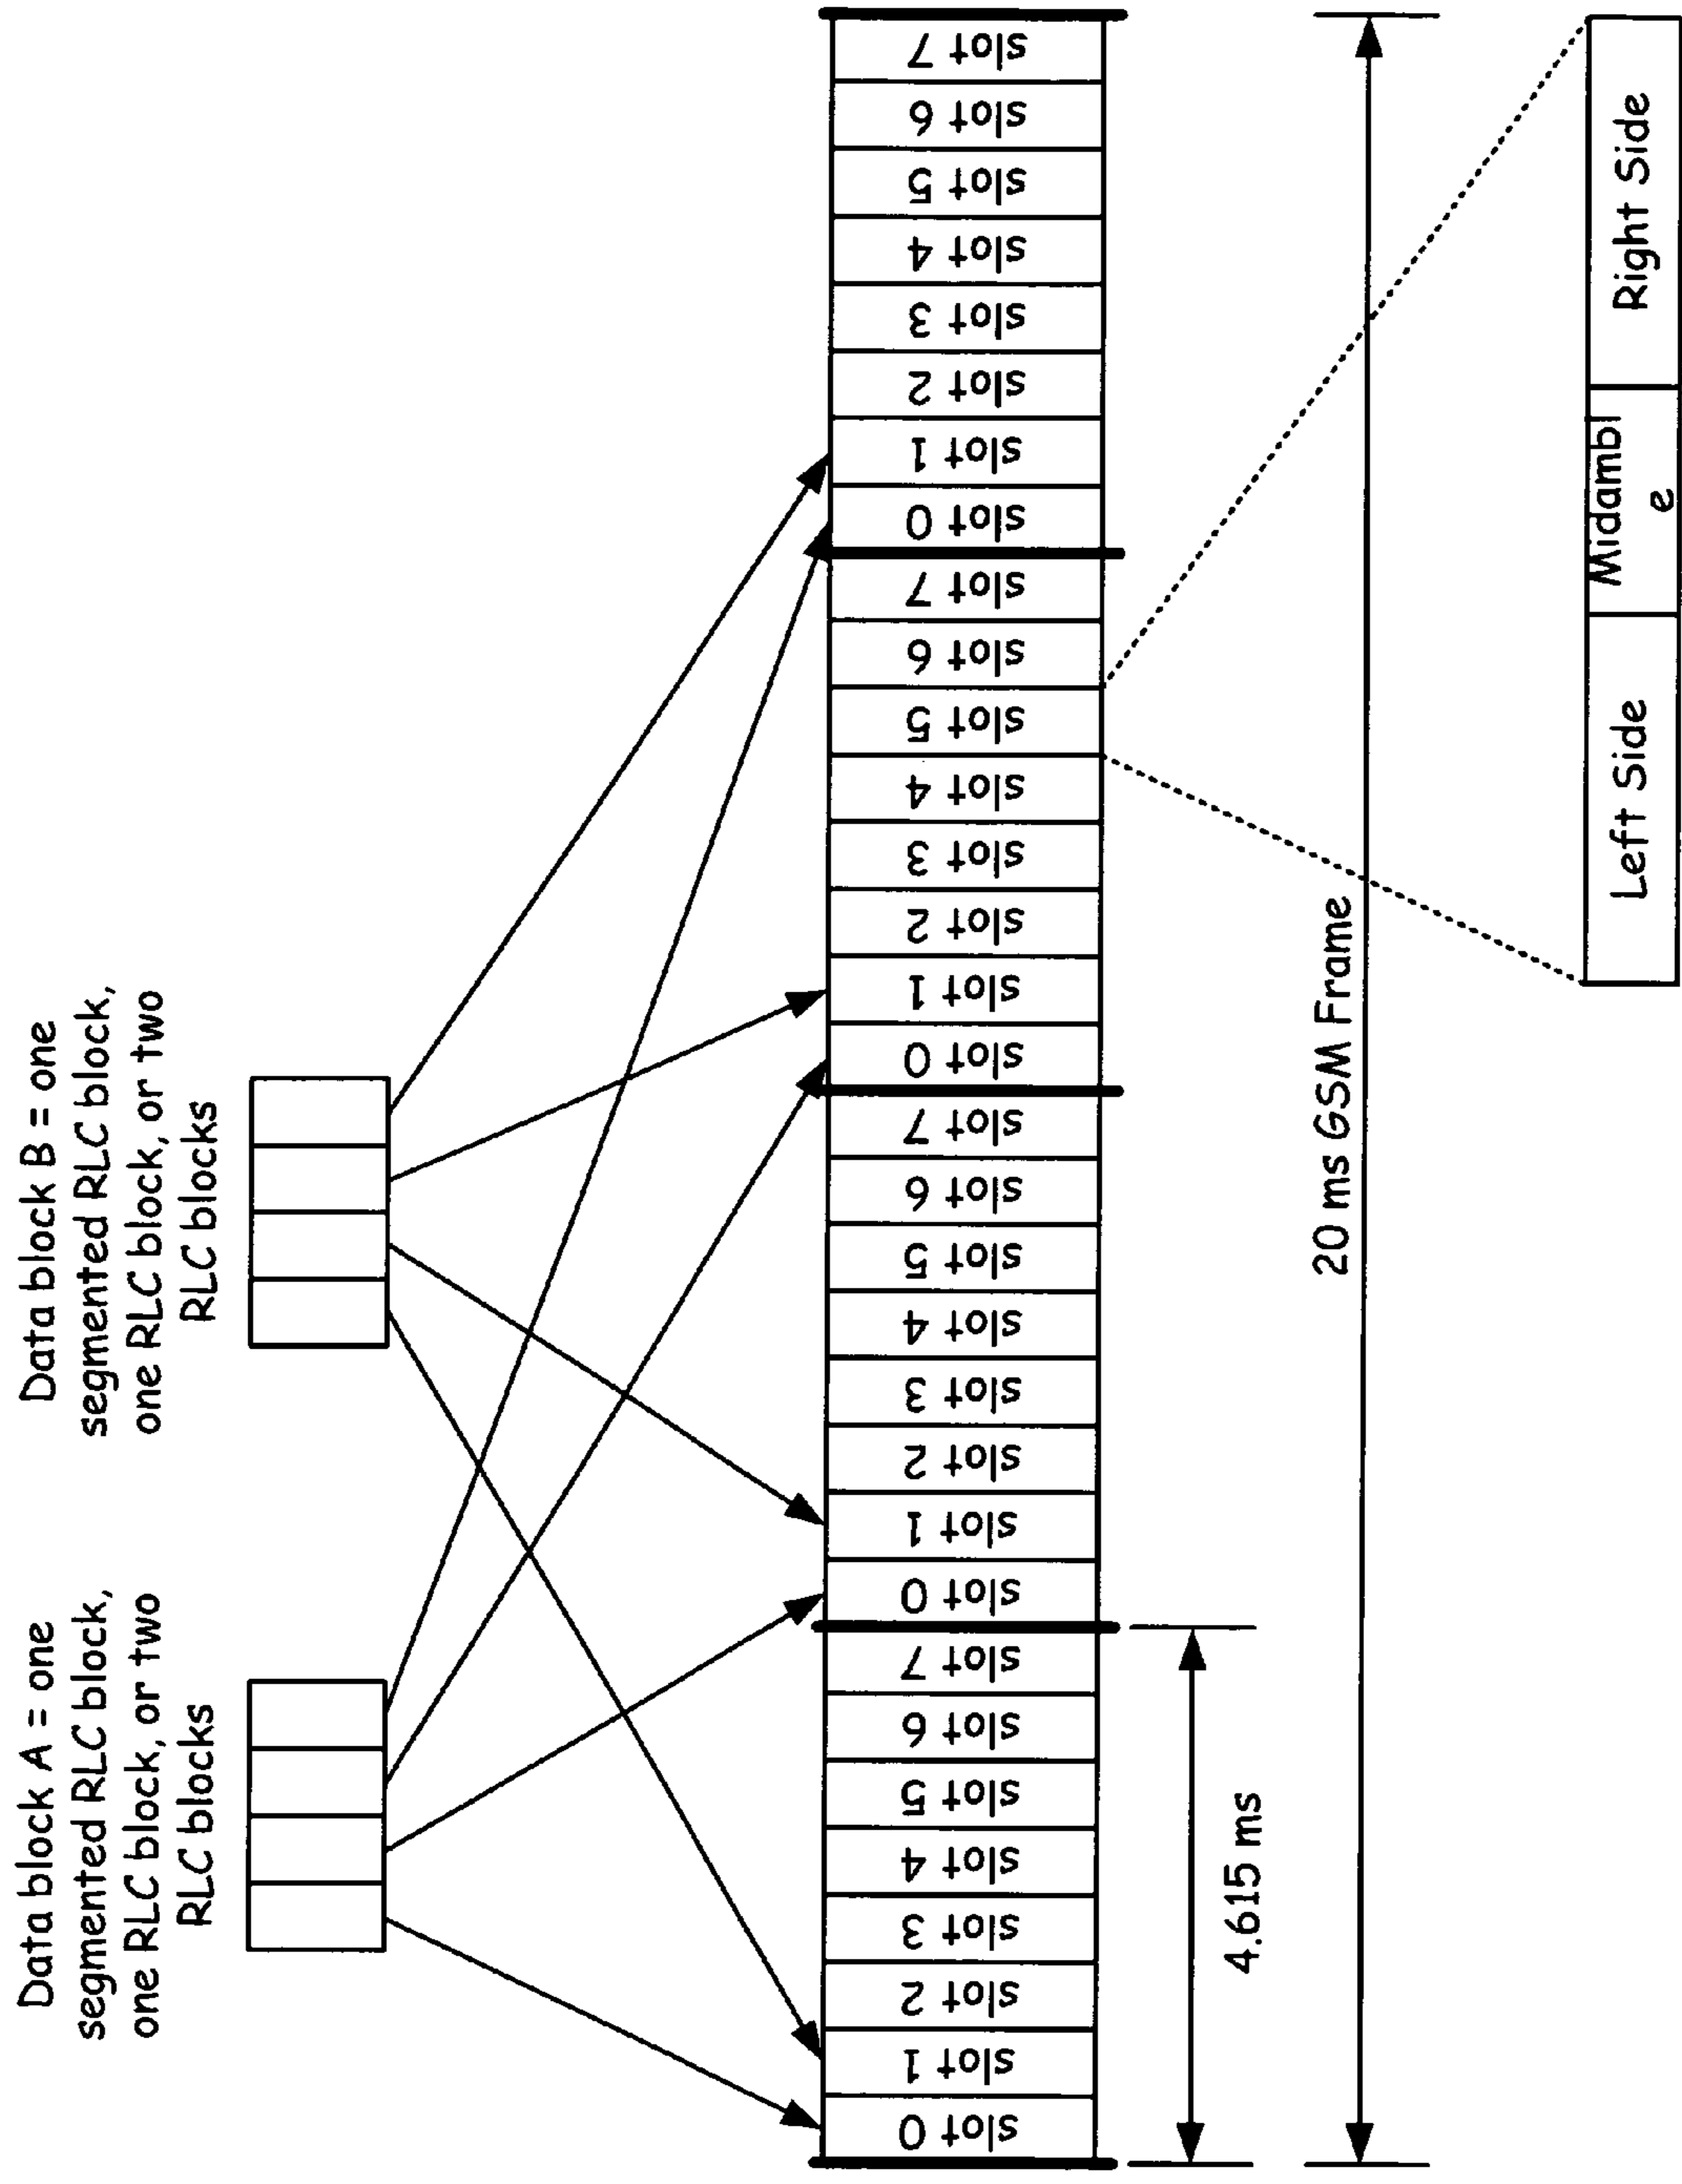 Data block A = one
segmented RLC block,
one RLC block, or two
RLC blocks
Data block B = one
segmented RLC block,
one RLC block, or two
RLC blocks
slot 0
slot 1
slot 2
slot 3
slot 4
slot 5
slot 6
slot 7
slot 0
slot 1
slot 2
slot 3
slot 4
slot 5
slot 6
slot 7
slot 0
slot 1
slot 2
slot 3
slot 4
slot 5
slot 6
slot 7
slot 0
slot 1
slot 2
slot 3
slot 4
slot 5
slot 6
slot 7
4.615 ms
20 ms GSM Frame
Left Side
Midambl
e
Right Side